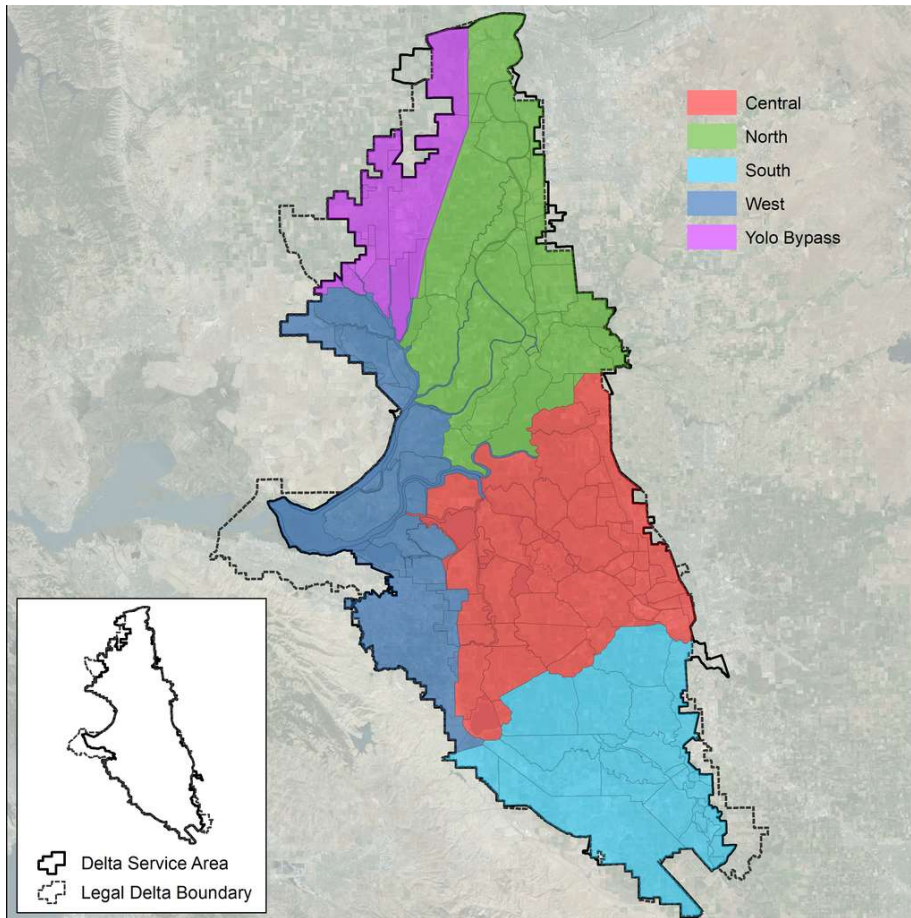 Central
North
South
West
Yolo Bypass
Delta Service Area
Legal Delta Boundary